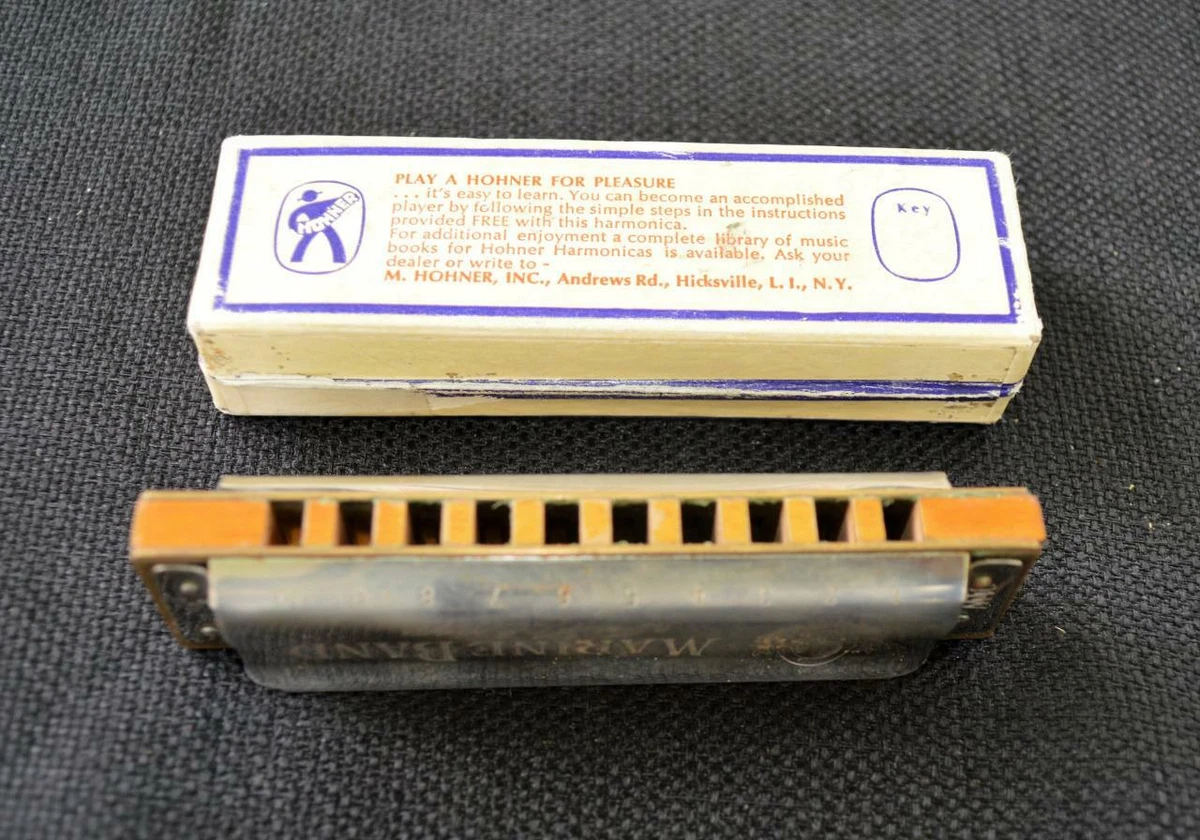 HOHNER
PLAY A HOHNER FOR PLEASURE
... it's easy to learn. You can become an accomplished
player by following the simple steps in the instructions
provided FREE with this harmonica.
For additional enjoyment a complete library of music
books for Hohner Harmonicas is available. Ask your
dealer or write to –
M. HOHNER, INC., Andrews Rd., Hicksville, L. I., N. Y.
Key
MARINE BAND